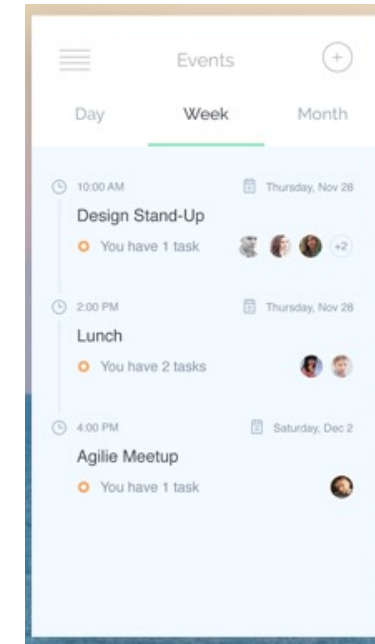 Events
Day Week Month
10:00 AM Thursday, Nov 28
Design Stand-Up
You have 1 task +2
2:00 PM Thursday, Nov 28
Lunch
You have 2 tasks
4:00 PM Saturday, Dec 2
Agilie Meetup
You have 1 task